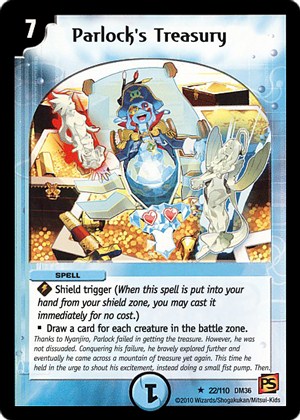 7
Parlock's Treasury
SPELL
Shield trigger (When this spell is put into your
hand from your shield zone, you may cast it
immediately for no cost.)
■ Draw a card for each creature in the battle zone.
Thanks to Nyanjiro, Parlock failed in getting the treasure. However, he was
not discouraged. Following his failure, he bravely explored further and
eventually he came across a mountain of treasure yet again. This time he held
in the urge to shout his excitement, instead doing a small fist pump. Then,
1
★ 22/110 DM36
©2010 Wizards/Shogakukan/Mitsui-Kids
PS